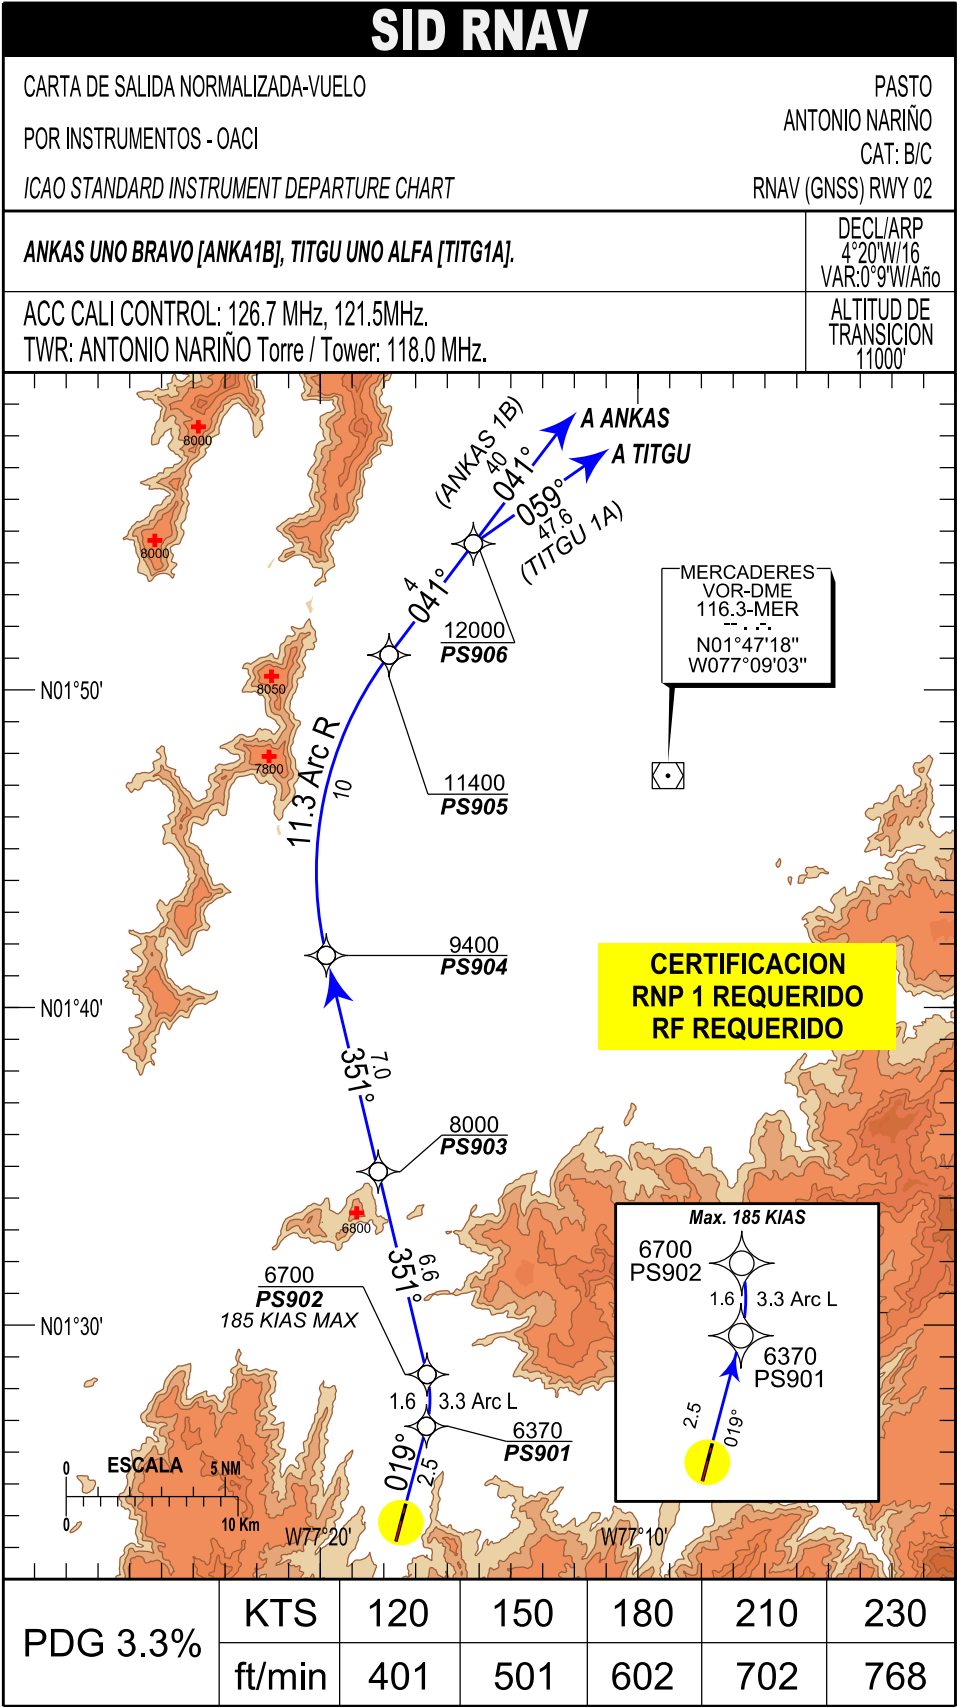 SID RNAV
CARTA DE SALIDA NORMALIZADA-VUELO
POR INSTRUMENTOS - OACI
ICAO STANDARD INSTRUMENT DEPARTURE CHART
PASTO
ANTONIO NARIÑO
CAT: B/C
RNAV (GNSS) RWY 02
ANKAS UNO BRAVO [ANKA1B], TITGU UNO ALFA [TITG1A].
DECL/ARP
4°20'W/16
VAR:0°9'W/Año
ACC CALI CONTROL: 126.7 MHz, 121.5MHz.
TWR: ANTONIO NARIÑO Torre / Tower: 118.0 MHz.
ALTITUD DE
TRANSICION
11000'
8000
8000
(ANKAS 1B)
40
041°
A ANKAS
A TITGU
059°
47.6
(TITGU 1A)
4
041°
12000
PS906
MERCADERES
VOR-DME
116.3-MER
-- . .-.
N01°47'18"
W077°09'03"
8050
N01°50'
7800
11.3 Arc R
10
11400
PS905
9400
PS904
CERTIFICACION
RNP 1 REQUERIDO
RF REQUERIDO
N01°40'
7.0
351°
8000
PS903
6800
6.6
351°
6700
PS902
185 KIAS MAX
N01°30'
1.6
3.3 Arc L
6370
PS901
019°
2.5
Max. 185 KIAS
6700
PS902
1.6
3.3 Arc L
6370
PS901
2.5
019°
0
ESCALA
5 NM
0
10 Km
W77°20'
W77°10'
PDG 3.3%
KTS 120 150 180 210 230
ft/min 401 501 602 702 768